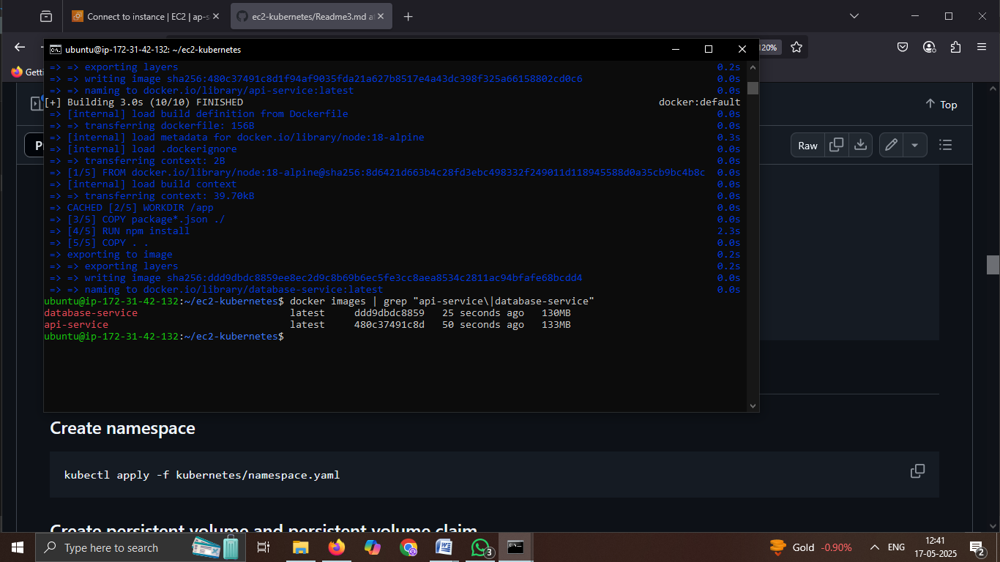 Connect to instance | EC2 | ap-s
ec2-kubernetes/Readme3.md a
120%
Getti
ubuntu@ip-172-31-42-132: ~/ec2-kubernetes
=> => exporting layers 0.2s
=> => writing image sha256:480c37491c8d1f94af9035fda21a627b8517e4a43dc398f325a66158802cd0c6 0.0s
=> => naming to docker.io/library/api-service:latest 0.0s
[+] Building 3.0s (10/10) FINISHED docker:default
=> [internal] load build definition from Dockerfile 0.0s
=> => transferring dockerfile: 156B 0.0s
=> [internal] load metadata for docker.io/library/node:18-alpine 0.3s
=> [internal] load .dockerignore 0.0s
=> => transferring context: 2B 0.0s
=> [1/5] FROM docker.io/library/node:18-alpine@sha256:8d6421d663b4c28fd3ebc498332f249011d118945588d0a35cb9bc4b8c 0.0s
=> [internal] load build context 0.0s
=> => transferring context: 39.70kB 0.0s
=> CACHED [2/5] WORKDIR /app 0.0s
=> [3/5] COPY package*.json ./ 0.0s
=> [4/5] RUN npm install 2.3s
=> [5/5] COPY . . 0.0s
=> exporting to image 0.2s
=> => exporting layers 0.2s
=> => writing image sha256:ddd9dbdc8859ee8ec2d9c8b69b6ec5fe3cc8aea8534c2811ac94bfafe68bcdd4 0.0s
=> => naming to docker.io/library/database-service:latest 0.0s
ubuntu@ip-172-31-42-132:~/ec2-kubernetes$ docker images | grep "api-service\|database-service"
database-service latest ddd9dbdc8859 25 seconds ago 130MB
api-service latest 480c37491c8d 50 seconds ago 133MB
ubuntu@ip-172-31-42-132:~/ec2-kubernetes$
Top
P
Raw
Create namespace
kubectl apply -f kubernetes/namespace.yaml
Create persistent volume and persistent volume claim
Type here to search
3
Gold -0.90%
ENG
12:41
17-05-2025
2